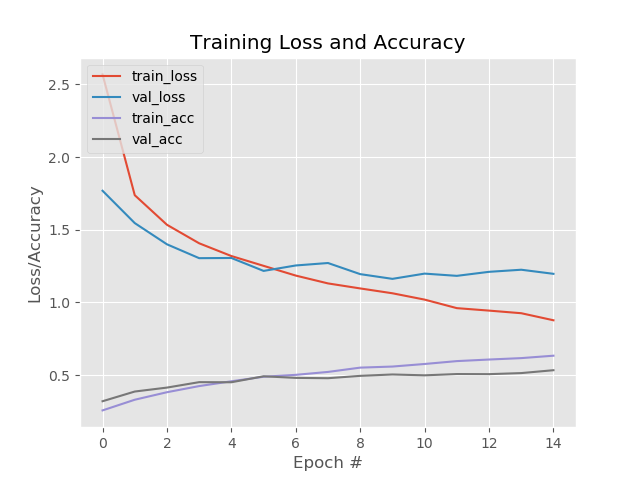 Training Loss and Accuracy
train_loss
val_loss
train_acc
val_acc
2.5
2.0
1.5
1.0
0.5
Loss/Accuracy
0 2 4 6 8 10 12 14
Epoch #